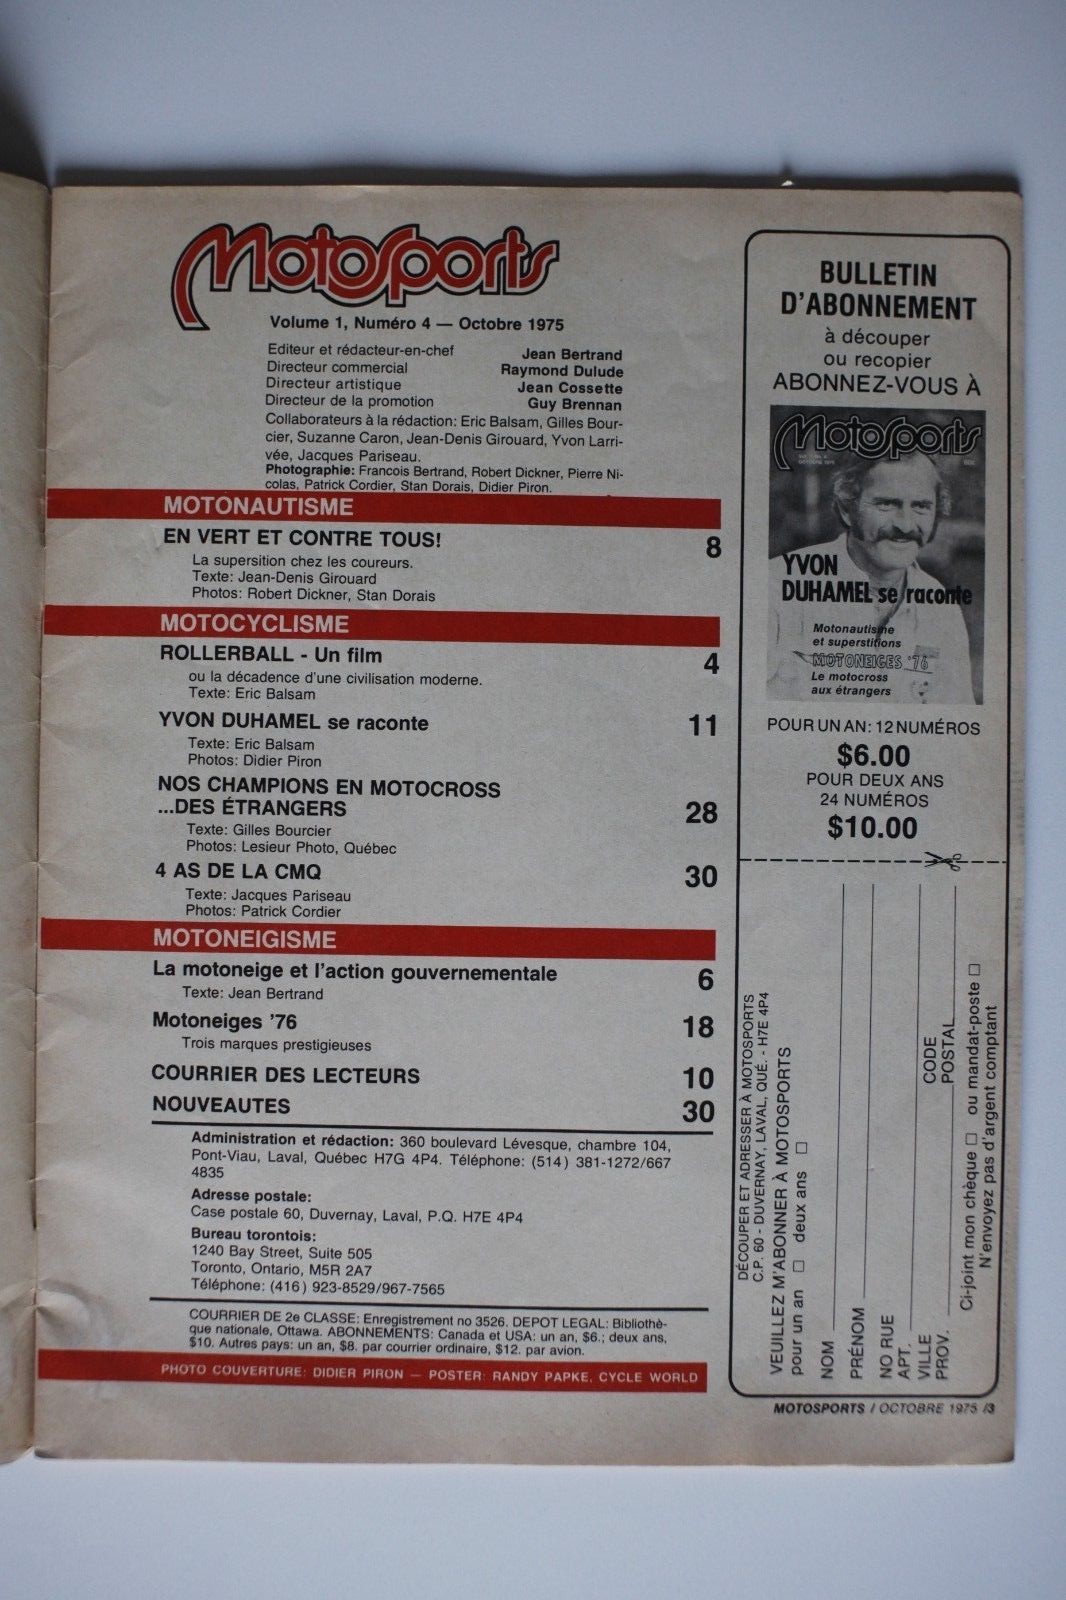 Motosports
Volume 1, Numéro 4 — Octobre 1975
Editeur et rédacteur-en-chef Jean Bertrand
Directeur commercial Raymond Dulude
Directeur artistique Jean Cossette
Directeur de la promotion Guy Brennan
Collaborateurs à la rédaction: Eric Balsam, Gilles Bour-
cier, Suzanne Caron, Jean-Denis Girouard, Yvon Larri-
vée, Jacques Pariseau.
Photographie: Francois Bertrand, Robert Dickner, Pierre Ni-
colas, Patrick Cordier, Stan Dorais, Didier Piron.
MOTONAUTISME
EN VERT ET CONTRE TOUS! 8
La supersition chez les coureurs.
Texte: Jean-Denis Girouard
Photos: Robert Dickner, Stan Dorais
MOTOCYCLISME
ROLLERBALL - Un film 4
ou la décadence d'une civilisation moderne.
Texte: Eric Balsam
YVON DUHAMEL se raconte 11
Texte: Eric Balsam
Photos: Didier Piron
NOS CHAMPIONS EN MOTOCROSS
...DES ÉTRANGERS 28
Texte: Gilles Bourcier
Photos: Lesieur Photo, Québec
4 AS DE LA CMQ 30
Texte: Jacques Pariseau
Photos: Patrick Cordier
MOTONEIGISME
La motoneige et l'action gouvernementale 6
Texte: Jean Bertrand
Motoneiges '76 18
Trois marques prestigieuses
COURRIER DES LECTEURS 10
NOUVEAUTES 30
Administration et rédaction: 360 boulevard Lévesque, chambre 104,
Pont-Viau, Laval, Québec H7G 4P4. Téléphone: (514) 381-1272/667
4835
Adresse postale:
Case postale 60, Duvernay, Laval, P.Q. H7E 4P4
Bureau torontois:
1240 Bay Street, Suite 505
Toronto, Ontario, M5R 2A7
Téléphone: (416) 923-8529/967-7565
COURRIER DE 2e CLASSE: Enregistrement no 3526. DEPOT LEGAL: Bibliothè-
que nationale, Ottawa. ABONNEMENTS: Canada et USA: un an, $6.; deux ans,
$10. Autres pays: un an, $8. par courrier ordinaire, $12. par avion.
PHOTO COUVERTURE: DIDIER PIRON — POSTER: RANDY PAPKE, CYCLE WORLD
BULLETIN
D'ABONNEMENT
à découper
ou recopier
ABONNEZ-VOUS À
Motosports
OCTOBRE 1975
YVON
DUHAMEL se raconte
Motonautisme
et superstitions
MOTONEIGES '76
Le motocross
aux étrangers
POUR UN AN: 12 NUMÉROS
$6.00
POUR DEUX ANS
24 NUMÉROS
$10.00
DÉCOUPER ET ADRESSER À MOTOSPORTS
C.P. 60 - DUVERNAY, LAVAL, QUÉ. - H7E 4P4
VEUILLEZ M'ABONNER À MOTOSPORTS
pour un an □ deux ans □
NOM
PRÉNOM
NO RUE
APT.
VILLE CODE
PROV. POSTAL
Ci-joint mon chèque □ ou mandat-poste □
N'envoyez pas d'argent comptant
MOTOSPORTS / OCTOBRE 1975 /3